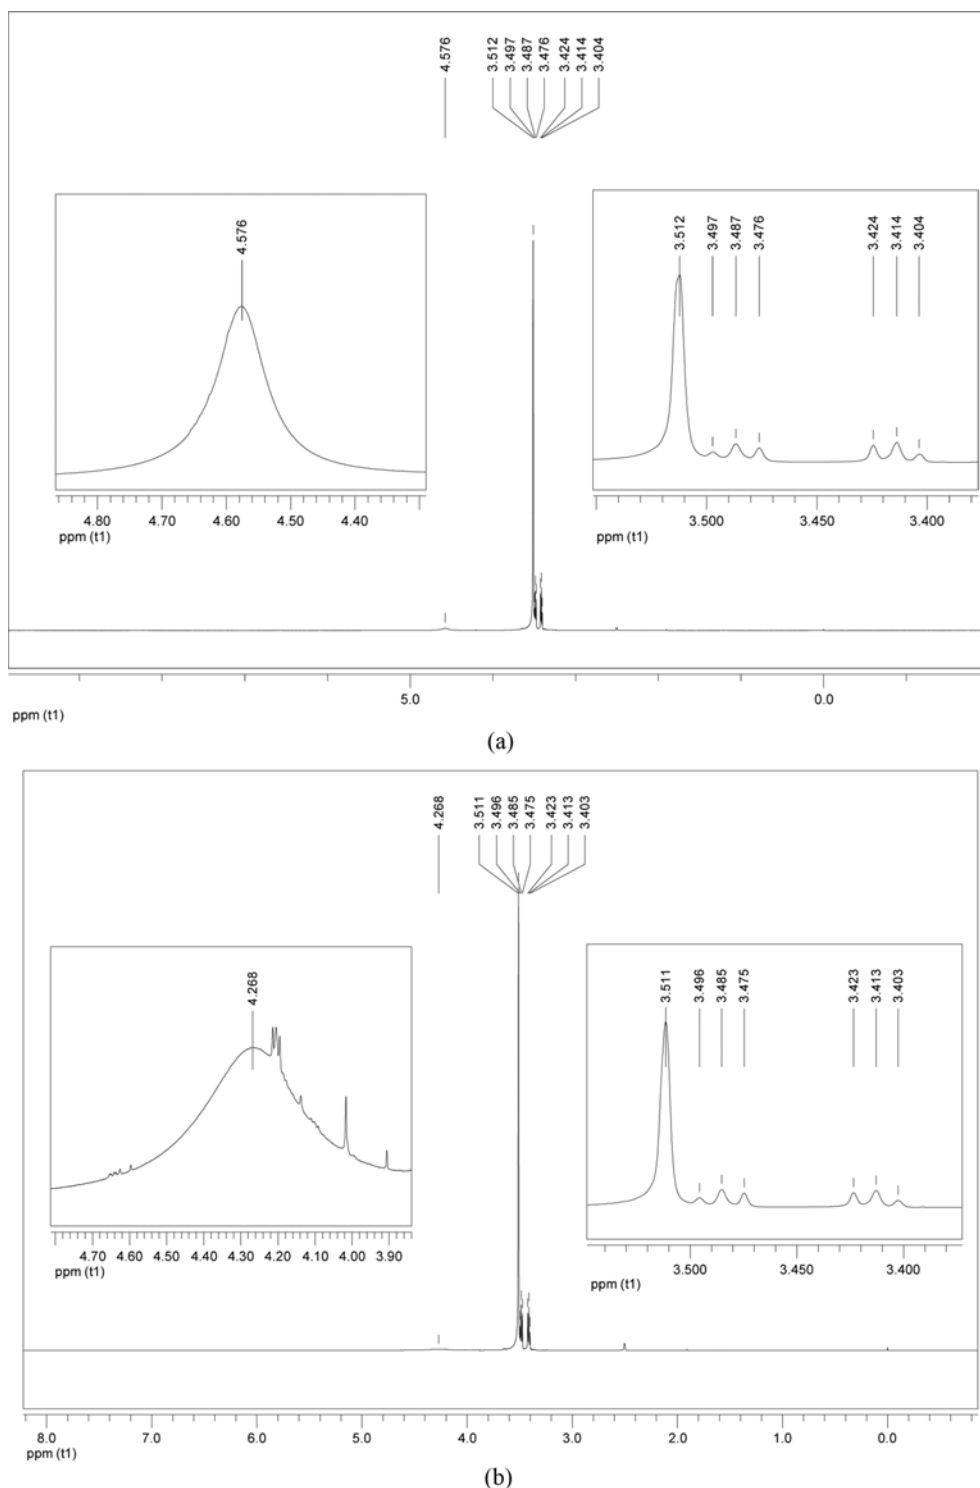 4.576
3.512
3.497
3.487
3.476
3.424
3.414
3.404
4.576
4.80 4.70 4.60 4.50 4.40
ppm (t1)
3.512
3.497
3.487
3.476
3.424
3.414
3.404
3.500 3.450 3.400
ppm (t1)
5.0 0.0
ppm (t1)
(a)
4.268
3.511
3.496
3.485
3.475
3.423
3.413
3.403
4.268
4.70 4.60 4.50 4.40 4.30 4.20 4.10 4.00 3.90
ppm (t1)
3.511
3.496
3.485
3.475
3.423
3.413
3.403
3.500 3.450 3.400
ppm (t1)
8.0 7.0 6.0 5.0 4.0 3.0 2.0 1.0 0.0
ppm (t1)
(b)